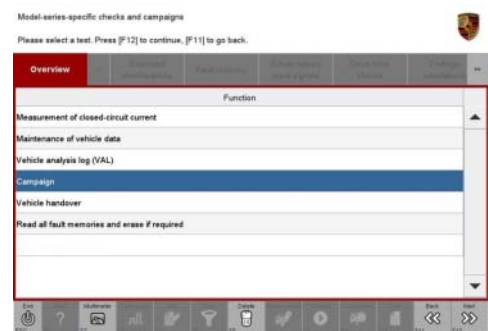 Model-series-specific checks and campaigns
Please select a test. Press [F12] to continue, [F11] to go back.
Overview
Function
Measurement of closed-circuit current
Maintenance of vehicle data
Vehicle analysis log (VAL)
Campaign
Vehicle handover
Read all fault memories and erase if required
End Multimeter Delete Back Next